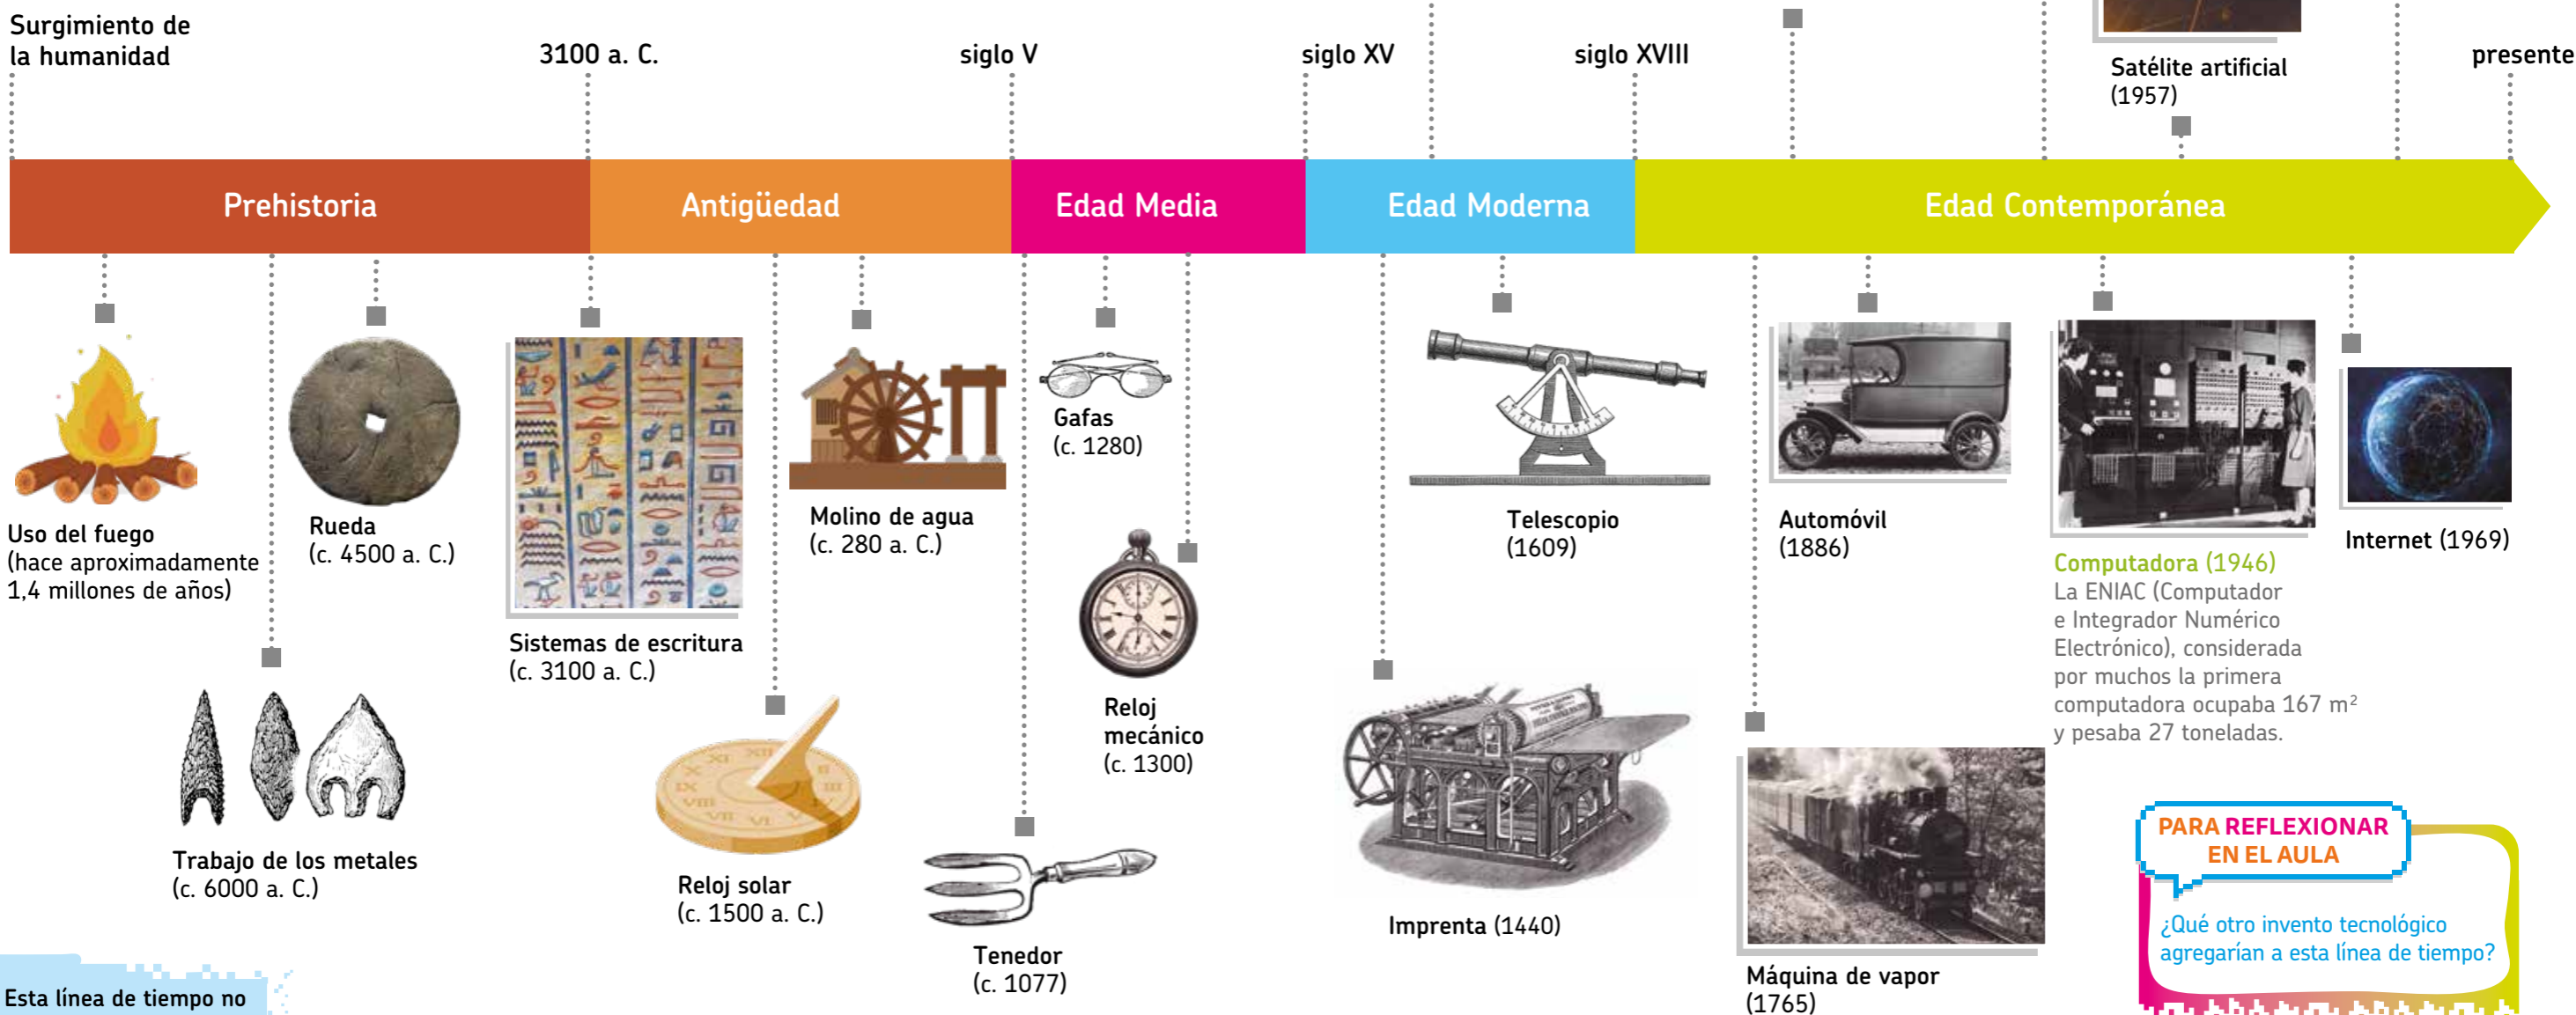 Surgimiento de
la humanidad
3100 a. C.
siglo V
siglo XV
siglo XVIII
Satélite artificial
(1957)
presente
Prehistoria
Antigüedad
Edad Media
Edad Moderna
Edad Contemporánea
Uso del fuego
(hace aproximadamente
1,4 millones de años)
Trabajo de los metales
(c. 6000 a. C.)
Rueda
(c. 4500 a. C.)
Sistemas de escritura
(c. 3100 a. C.)
Reloj solar
(c. 1500 a. C.)
Molino de agua
(c. 280 a. C.)
Tenedor
(c. 1077)
Gafas
(c. 1280)
Reloj
mecánico
(c. 1300)
Imprenta (1440)
Telescopio
(1609)
Máquina de vapor
(1765)
Automóvil
(1886)
Computadora (1946)
La ENIAC (Computador
e Integrador Numérico
Electrónico), considerada
por muchos la primera
computadora ocupaba 167 m²
y pesaba 27 toneladas.
Internet (1969)
PARA REFLEXIONAR
EN EL AULA
¿Qué otro invento tecnológico
agregarían a esta línea de tiempo?
Esta línea de tiempo no